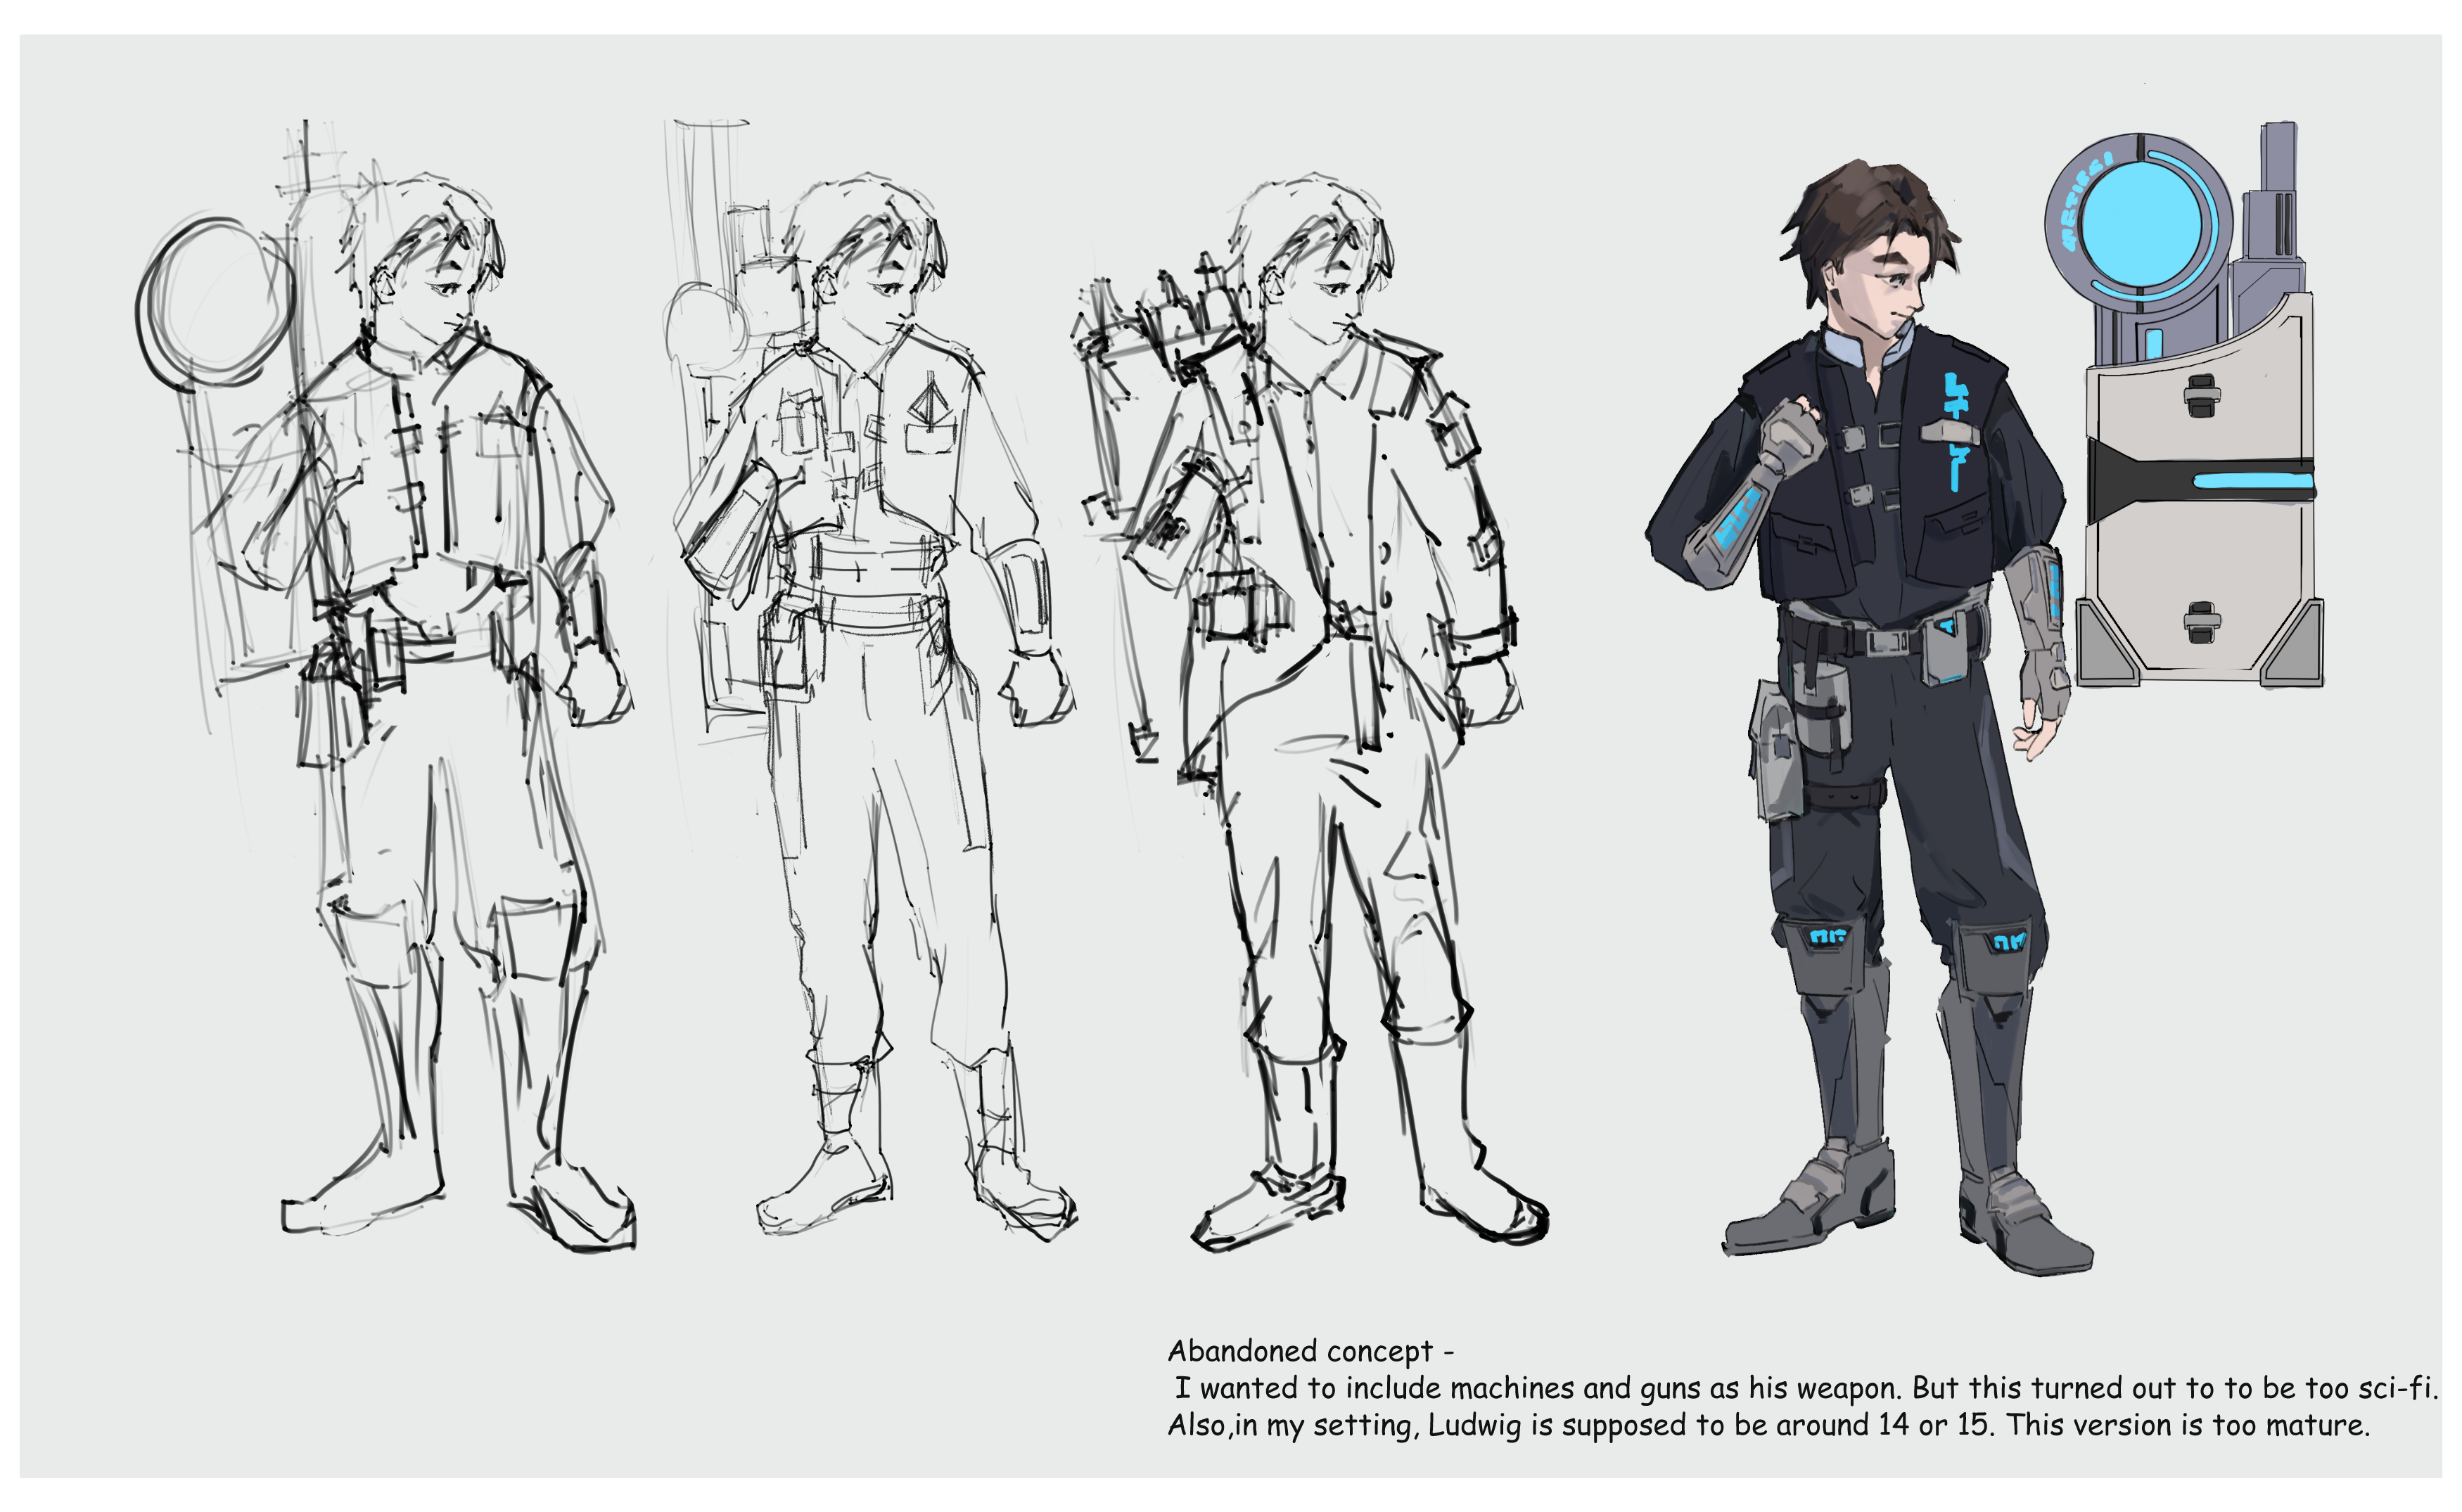 Abandoned concept -
I wanted to include machines and guns as his weapon. But this turned out to to be too sci-fi.
Also,in my setting, Ludwig is supposed to be around 14 or 15. This version is too mature.